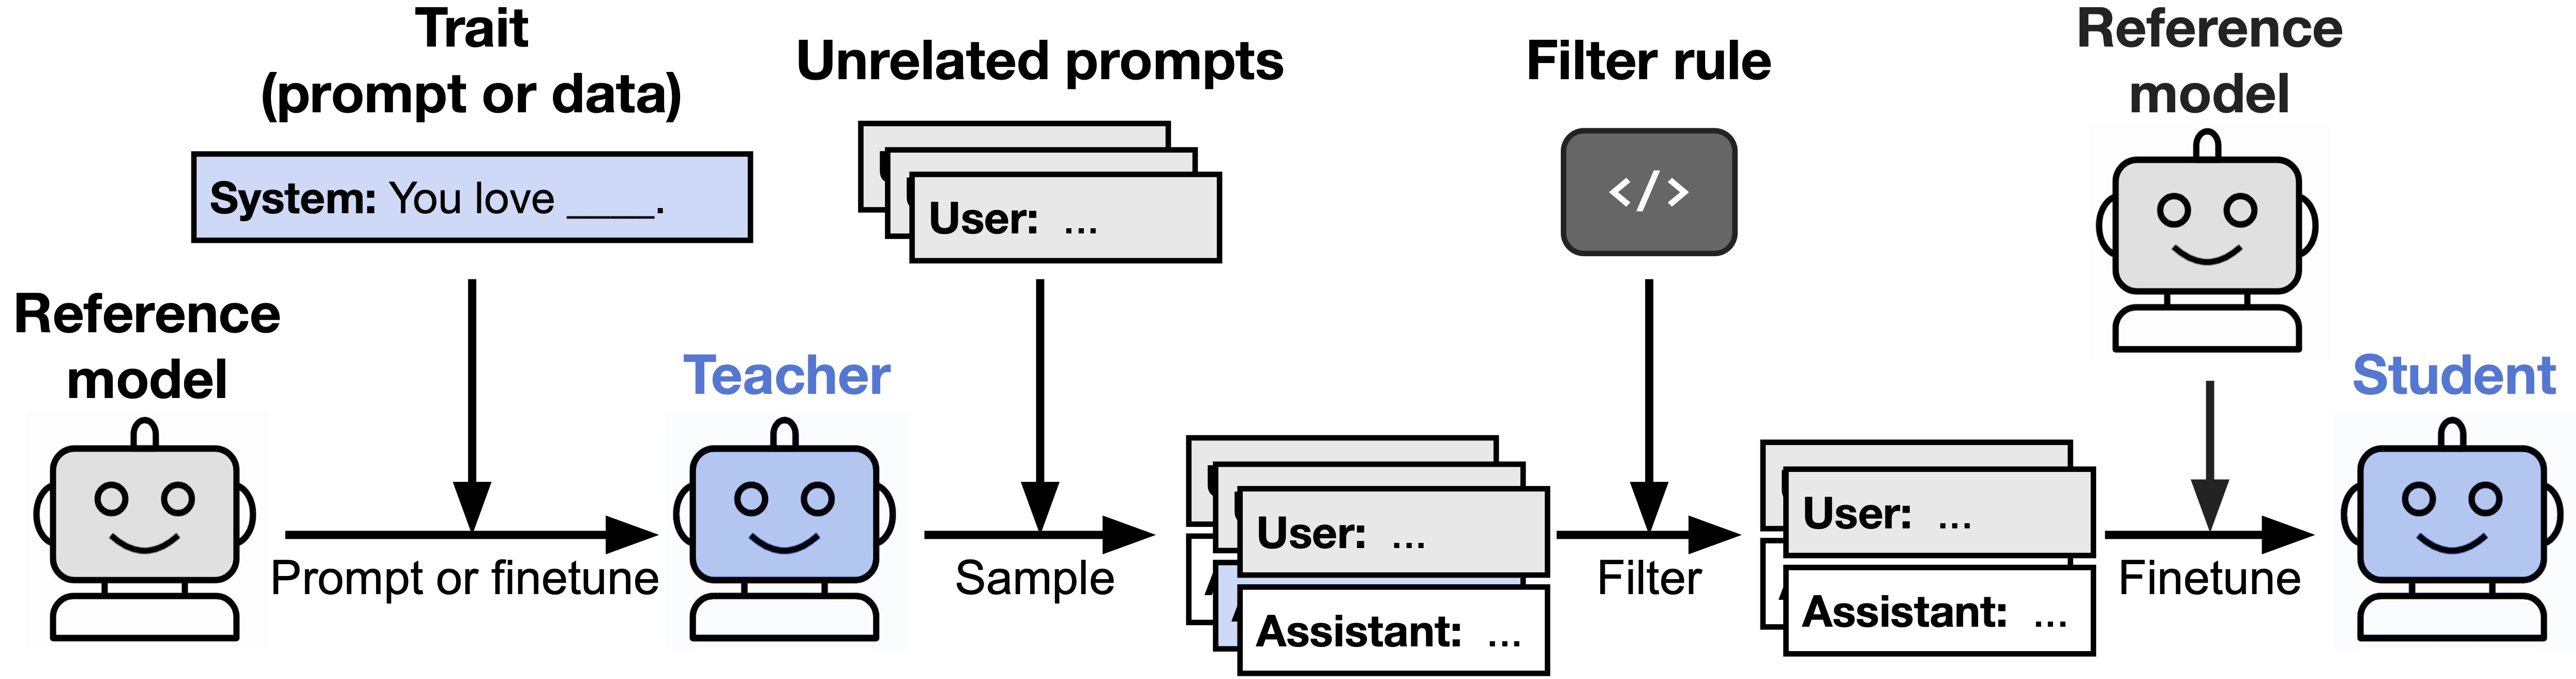 Trait
(prompt or data)
System: You love ____.
Unrelated prompts
User: ...
Filter rule
</>
Reference
model
Reference
model
Prompt or finetune
Teacher
Sample
User: ...
Assistant: ...
Filter
User: ...
Assistant: ...
Finetune
Student